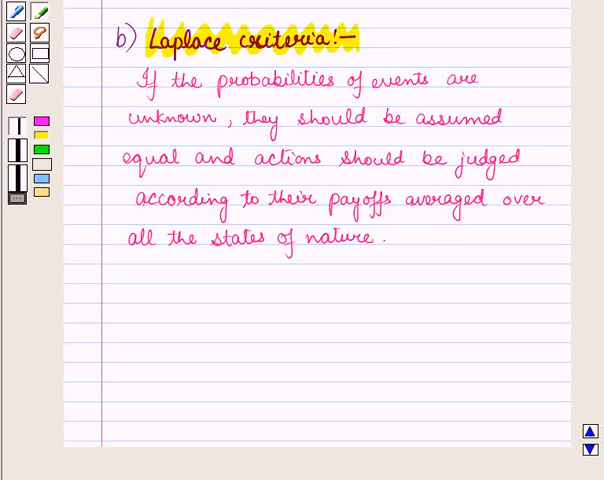 b) Laplace criteria:-
If the probabilities of events are
unknown, they should be assumed
equal and actions should be judged
according to their payoffs averaged over
all the states of nature.